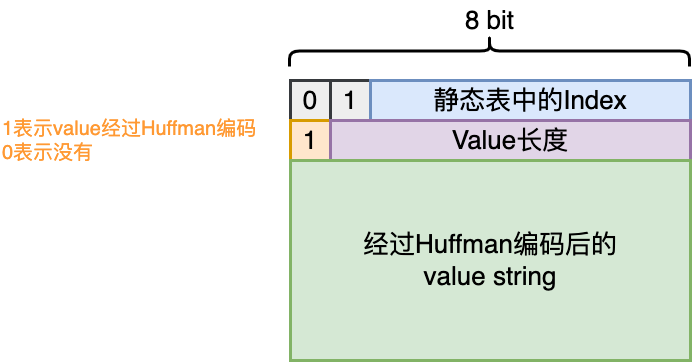 8 bit
0 1 静态表中的Index
1表示value经过Huffman编码
0表示没有
1 Value长度
经过Huffman编码后的
value string